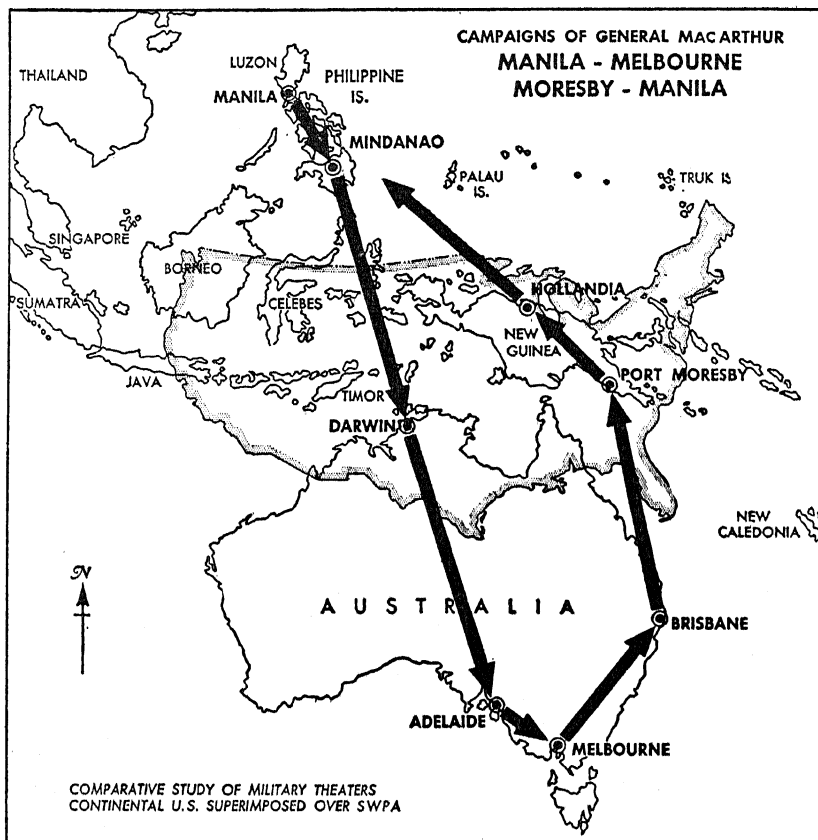 CAMPAIGNS OF GENERAL MACARTHUR
MANILA - MELBOURNE
MORESBY - MANILA
THAILAND
LUZON
MANILA
PHILIPPINE
IS.
MINDANAO
PALAU
IS.
TRUK IS
SINGAPORE
BORNEO
SUMATRA
CELEBES
HOLLANDIA
NEW
GUINEA
JAVA
TIMOR
PORT MORESBY
DARWIN
NEW
CALEDONIA
N
AUSTRALIA
BRISBANE
ADELAIDE
MELBOURNE
COMPARATIVE STUDY OF MILITARY THEATERS
CONTINENTAL U.S. SUPERIMPOSED OVER SWPA